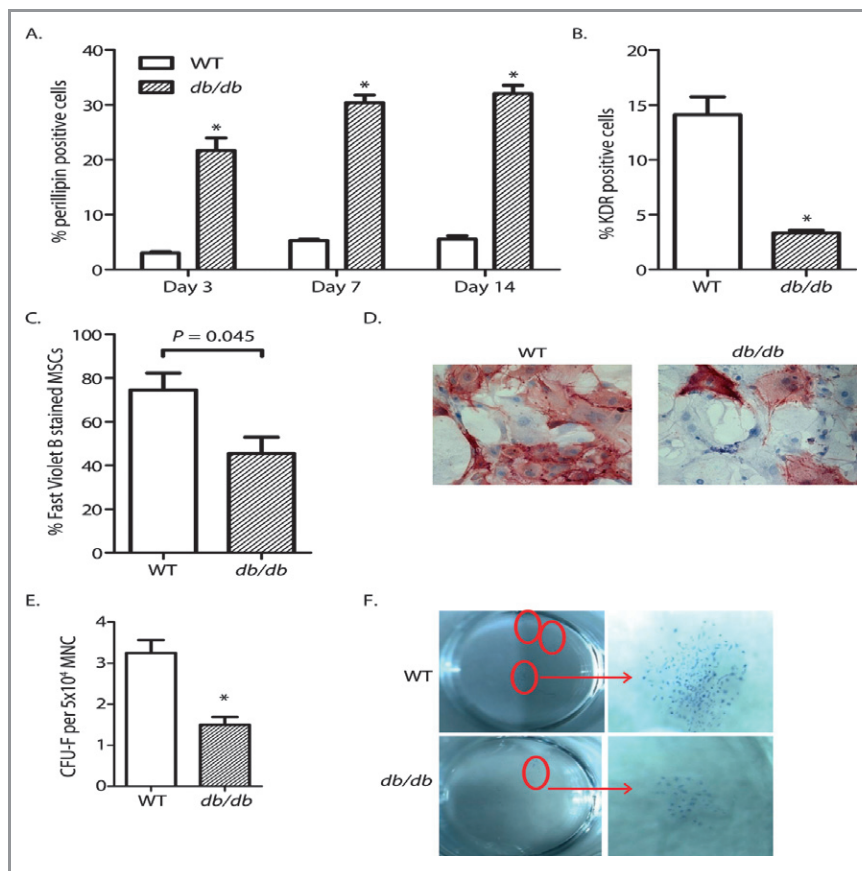 A.
% perillipin positive cells
40
30
20
10
0
WT
db/db
*
*
*
Day 3
Day 7
Day 14
B.
% KDR positive cells
20
15
10
5
0
*
WT
db/db
C.
% Fast Violet B stained MSCs
100
80
60
40
20
0
P = 0.045
WT
db/db
D.
WT
db/db
E.
CFU-F per 5x10⁴ MNC
4
3
2
1
0
*
WT
db/db
F.
WT
db/db